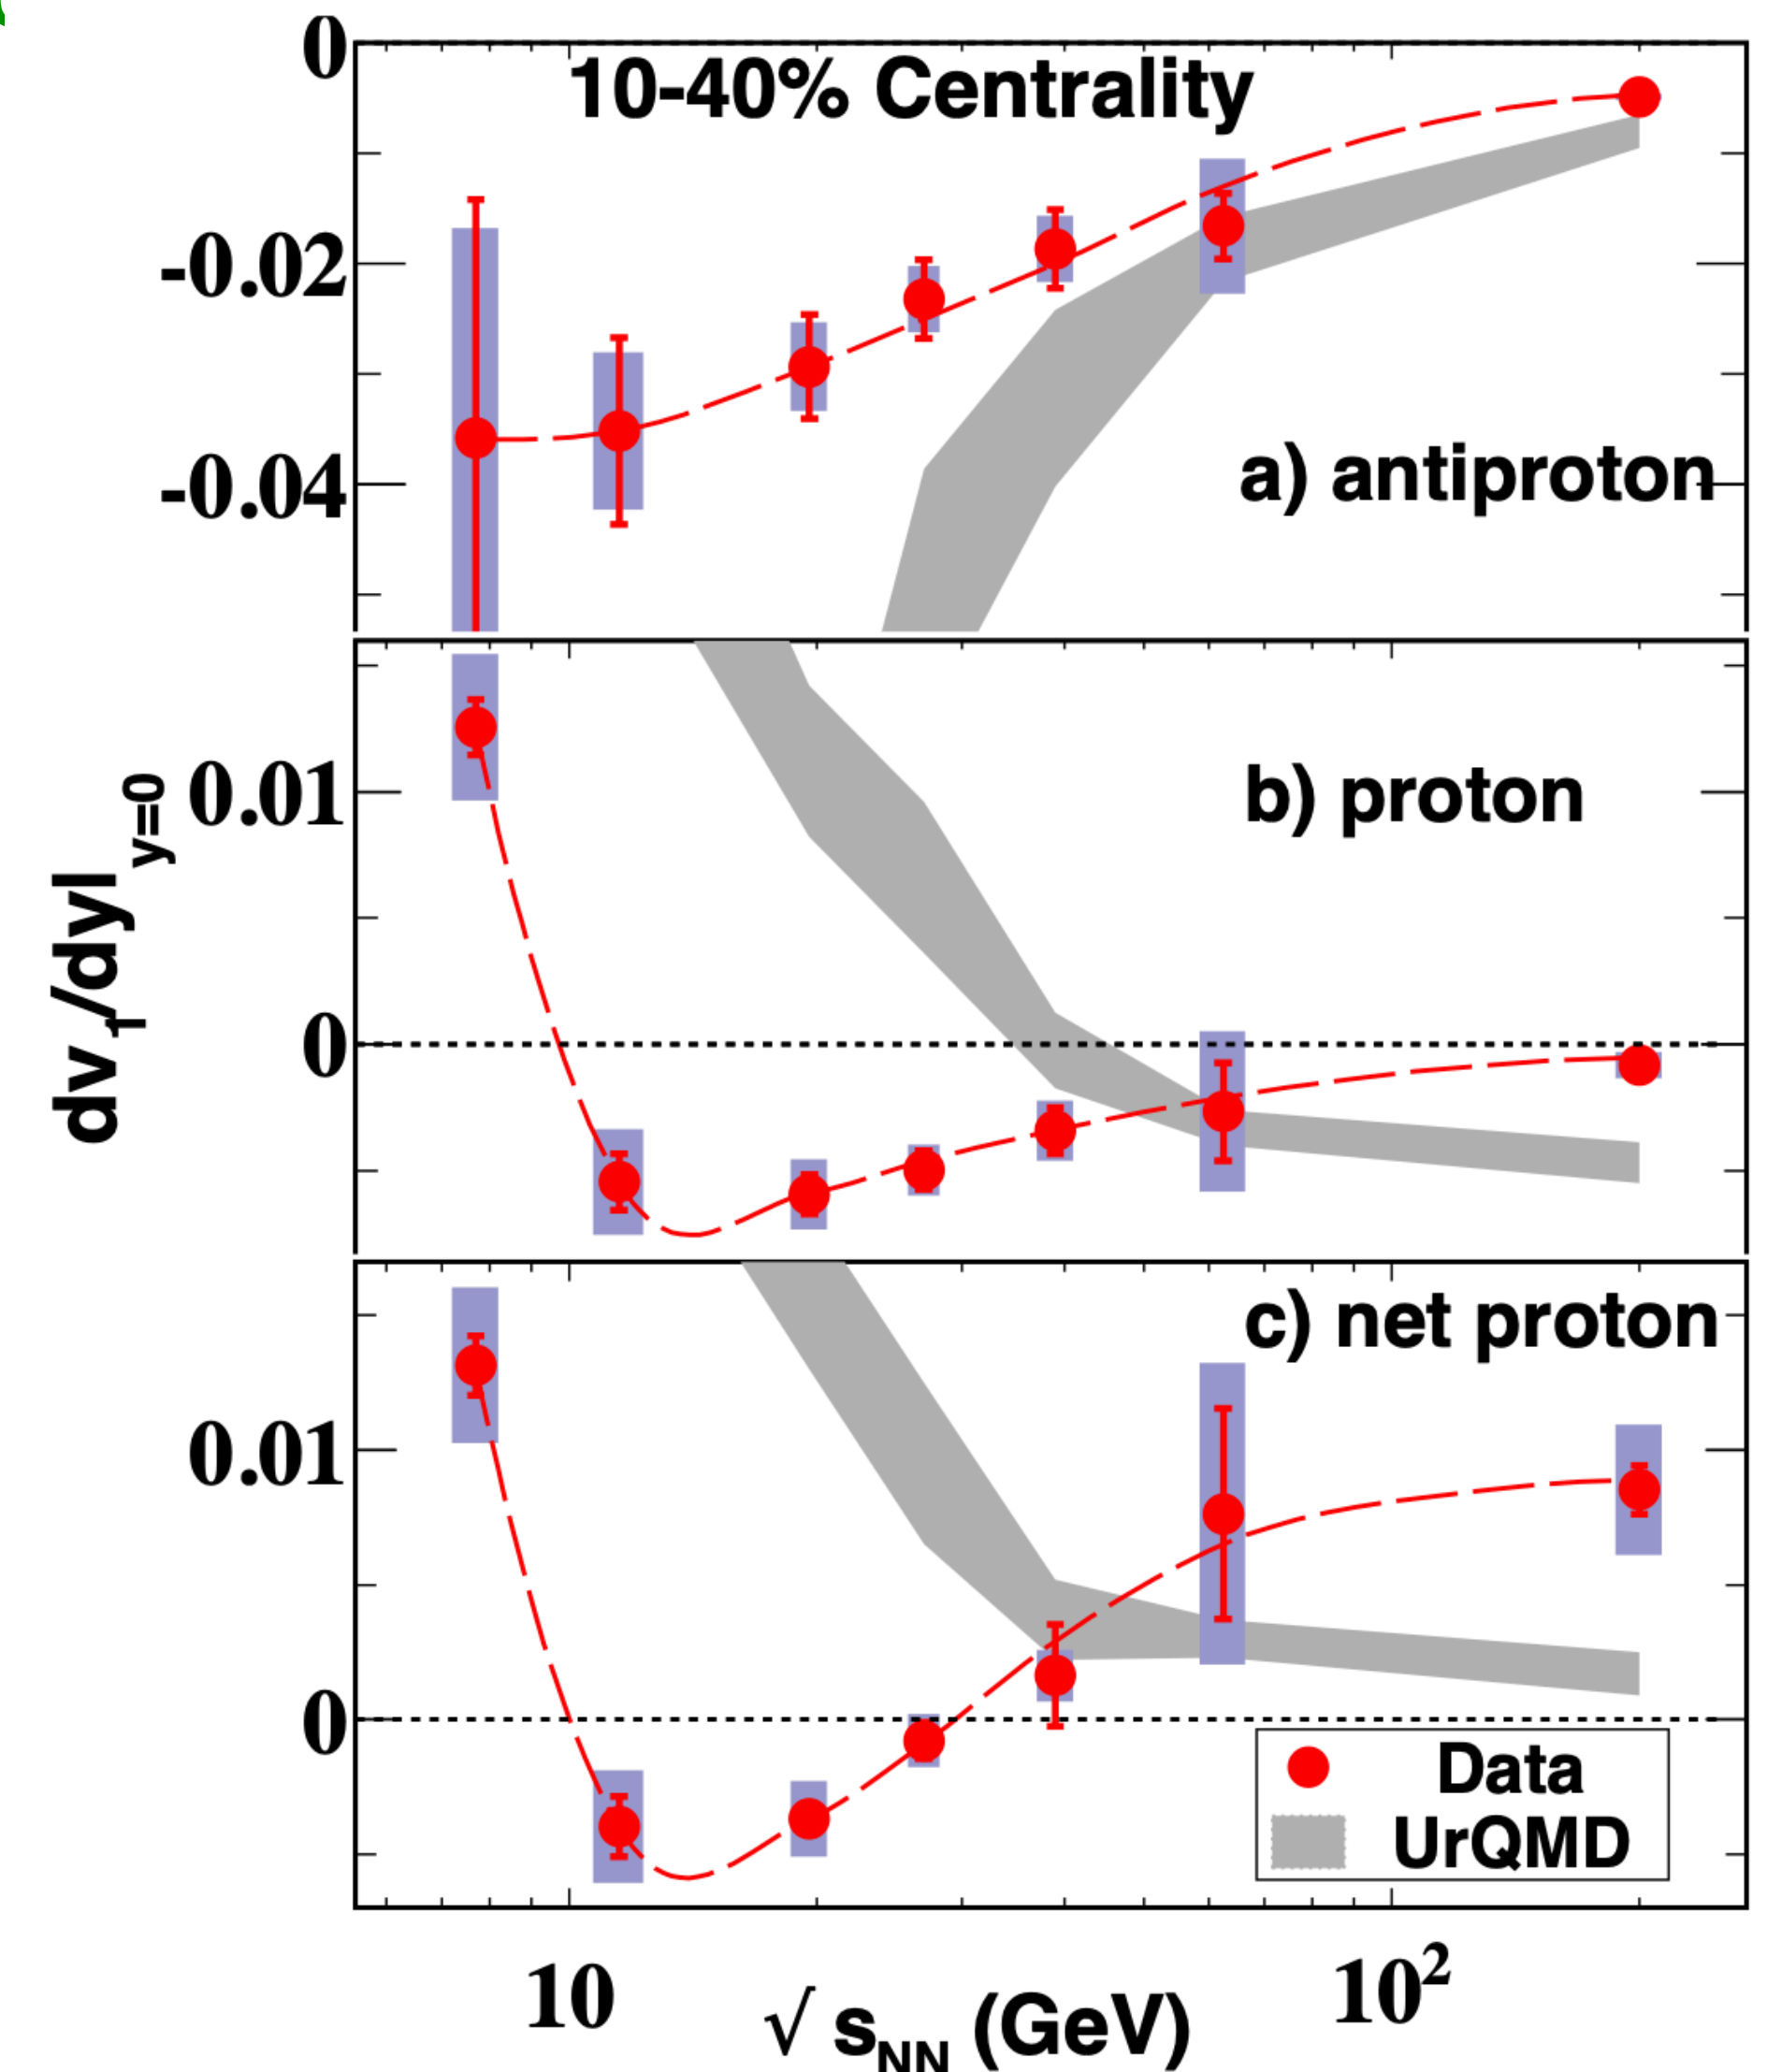 0
10-40% Centrality
-0.02
-0.04
a) antiproton
0.01
b) proton
0
dv1/dy|y=0
c) net proton
0.01
0
Data
UrQMD
10
10²
√ sNN (GeV)